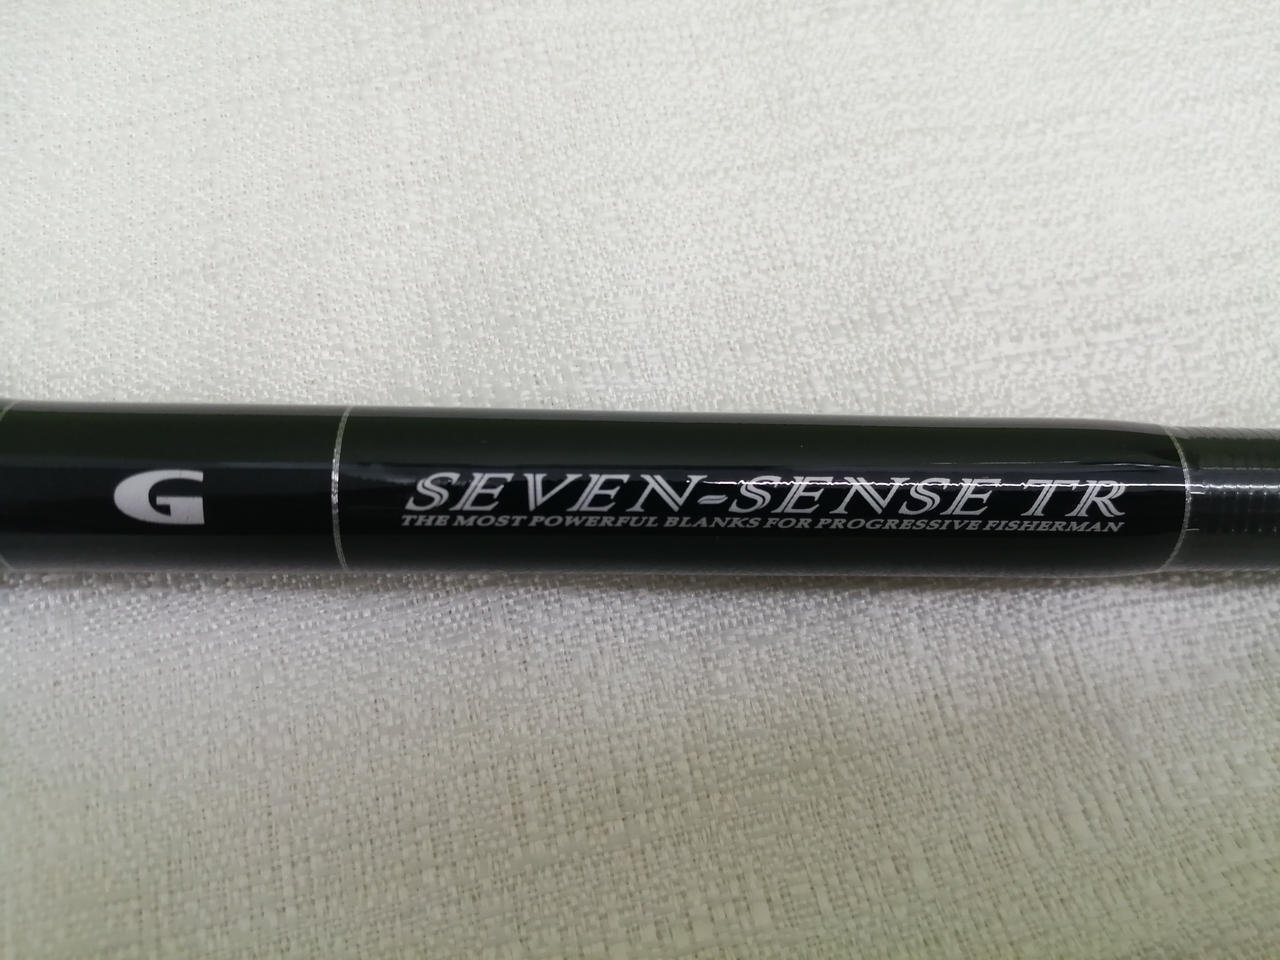 G
SEVEN-SENSE TR
THE MOST POWERFUL BLANKS FOR PROGRESSIVE FISHERMAN